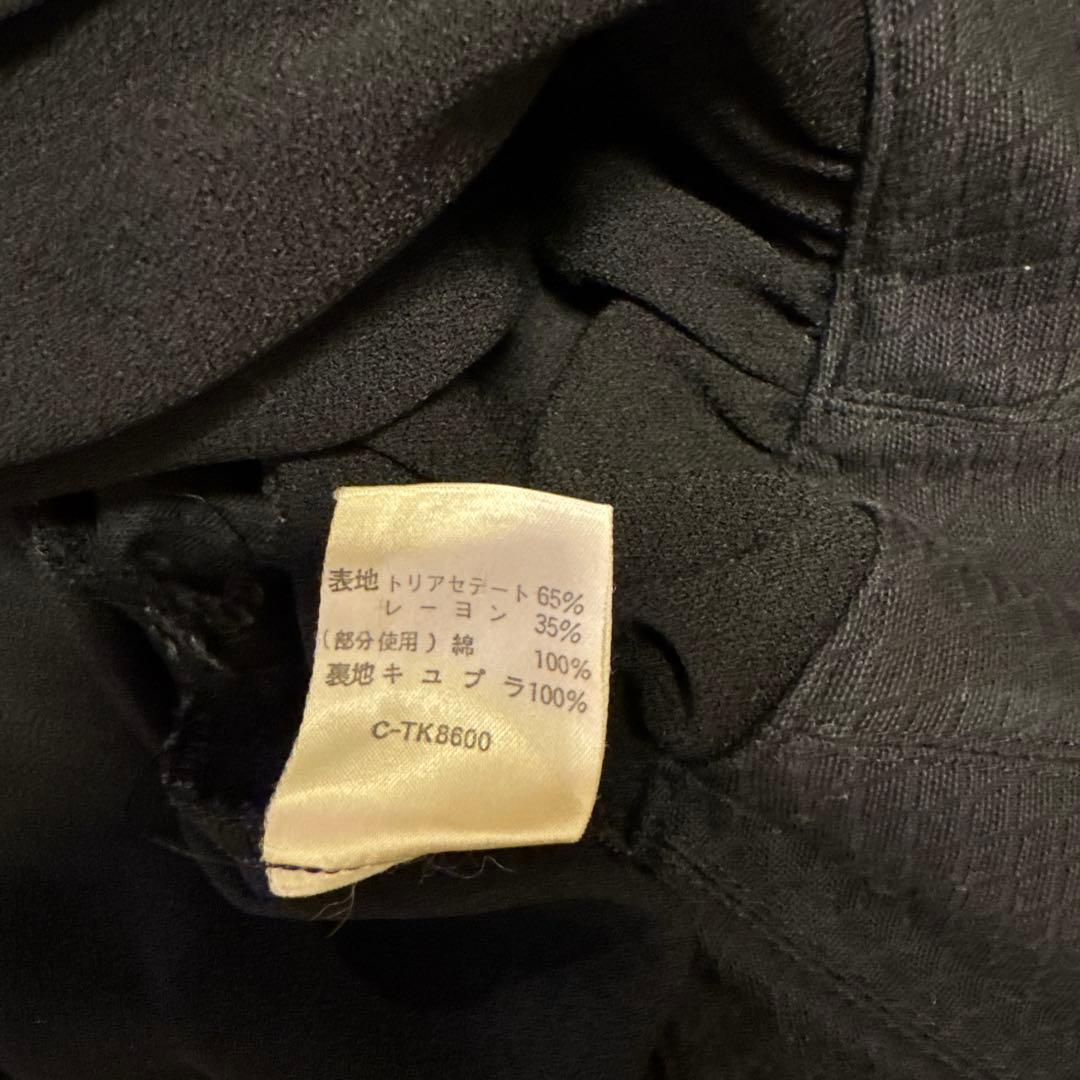 表地 トリアセテート 65%
レーヨン 35%
(部分使用) 綿 100%
裏地 キュプラ 100%
C-TK8600